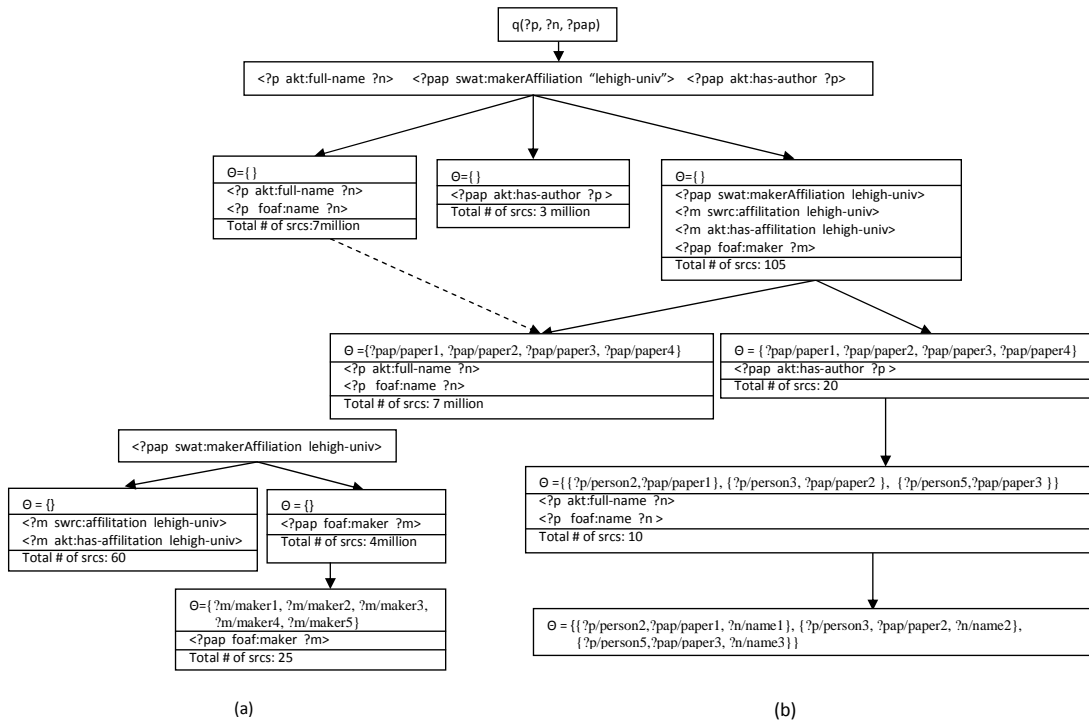 q(?p, ?n, ?pap)
<?p akt:full-name ?n> <?pap swat:makerAffiliation “lehigh-univ”> <?pap akt:has-author ?p>
Θ={ }
<?p akt:full-name ?n>
<?p foaf:name ?n>
Total # of srcs:7million
Θ={ }
<?pap akt:has-author ?p >
Total # of srcs: 3 million
Θ={ }
<?pap swat:makerAffiliation lehigh-univ>
<?m swrc:affilitation lehigh-univ>
<?m akt:has-affilitation lehigh-univ>
<?pap foaf:maker ?m>
Total # of srcs: 105
Θ ={?pap/paper1, ?pap/paper2, ?pap/paper3, ?pap/paper4}
<?p akt:full-name ?n>
<?p foaf:name ?n>
Total # of srcs: 7 million
Θ = {?pap/paper1, ?pap/paper2, ?pap/paper3, ?pap/paper4}
<?pap akt:has-author ?p >
Total # of srcs: 20
<?pap swat:makerAffiliation lehigh-univ>
Θ = {}
<?m swrc:affilitation lehigh-univ>
<?m akt:has-affilitation lehigh-univ>
Total # of srcs: 60
Θ = {}
<?pap foaf:maker ?m>
Total # of srcs: 4million
Θ={?m/maker1, ?m/maker2, ?m/maker3,
?m/maker4, ?m/maker5}
<?pap foaf:maker ?m>
Total # of srcs: 25
Θ ={{?p/person2,?pap/paper1}, {?p/person3, ?pap/paper2 }, {?p/person5,?pap/paper3 }}
<?p akt:full-name ?n>
<?p foaf:name ?n >
Total # of srcs: 10
Θ = {{?p/person2,?pap/paper1, ?n/name1}, {?p/person3, ?pap/paper2, ?n/name2},
{?p/person5,?pap/paper3, ?n/name3}}
(a)
(b)